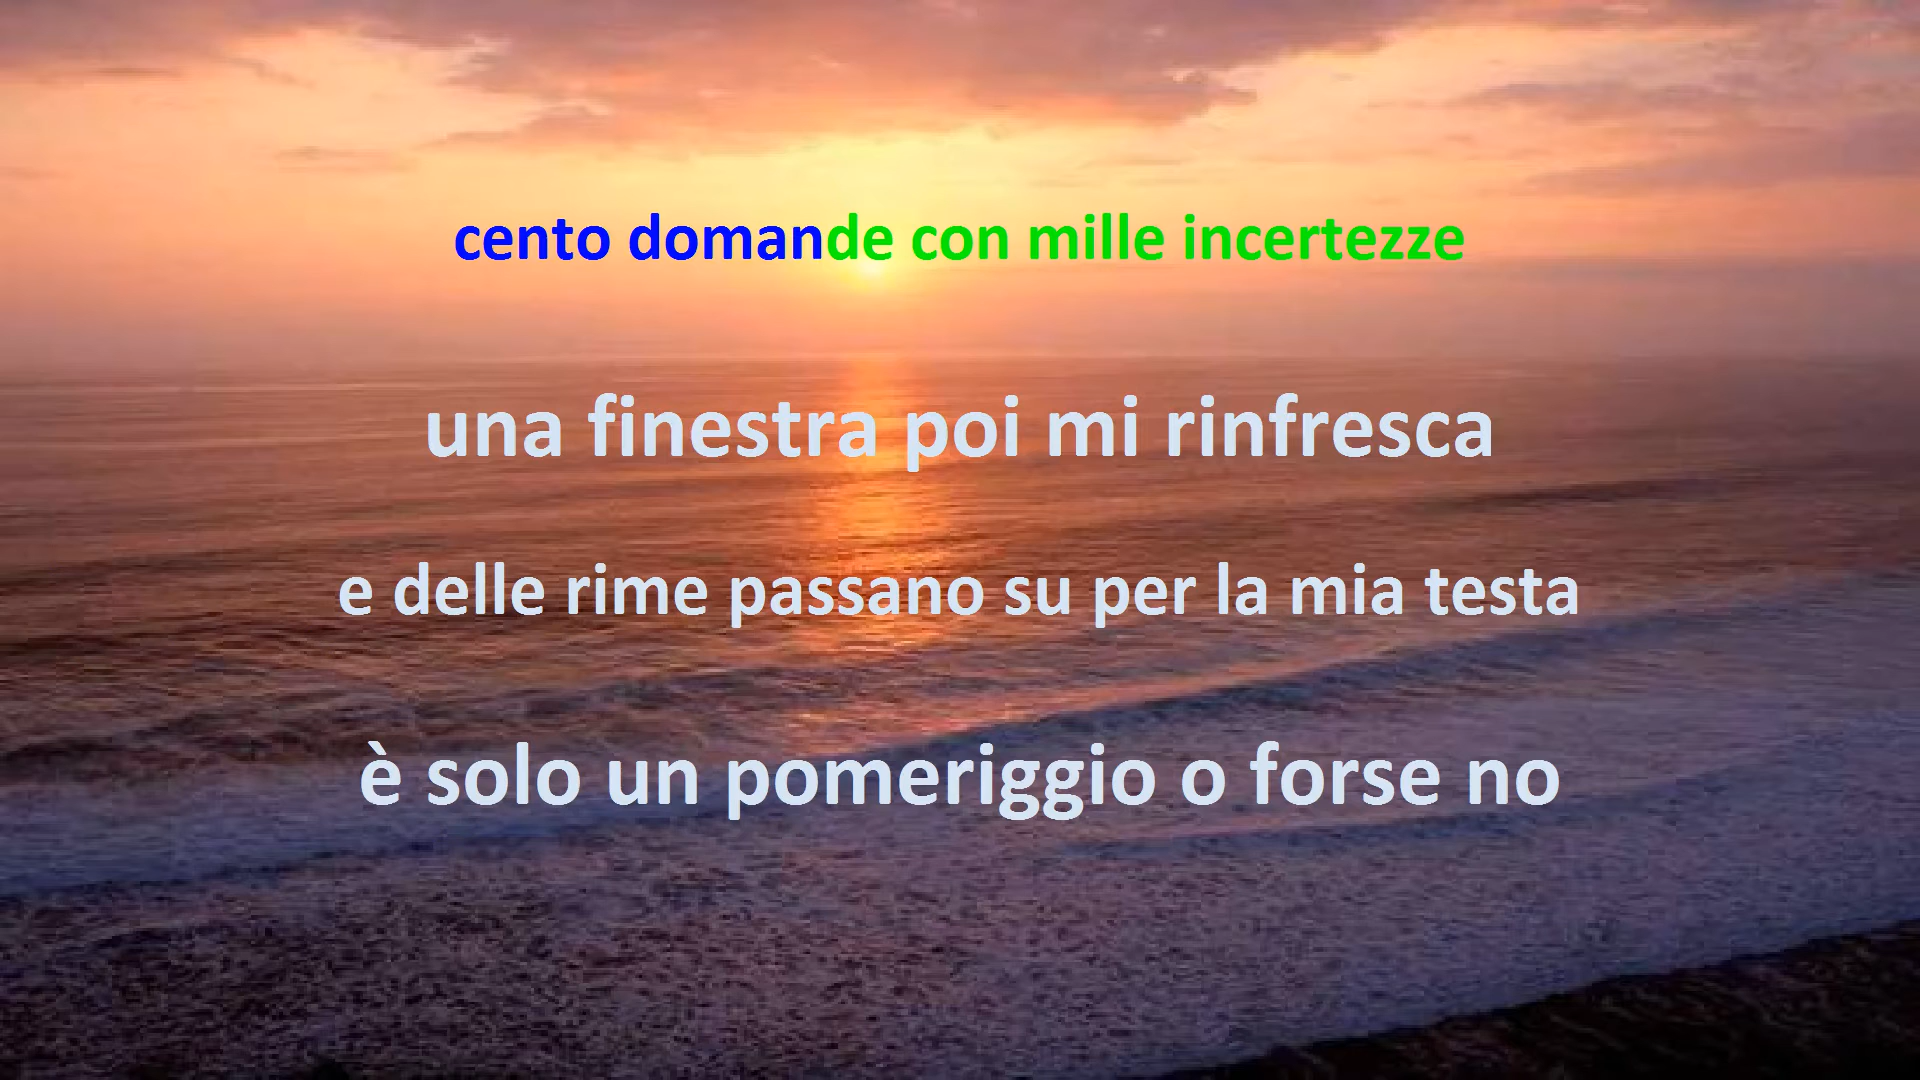 cento domande con mille incertezze
una finestra poi mi rinfresca
e delle rime passano su per la mia testa
è solo un pomeriggio o forse no